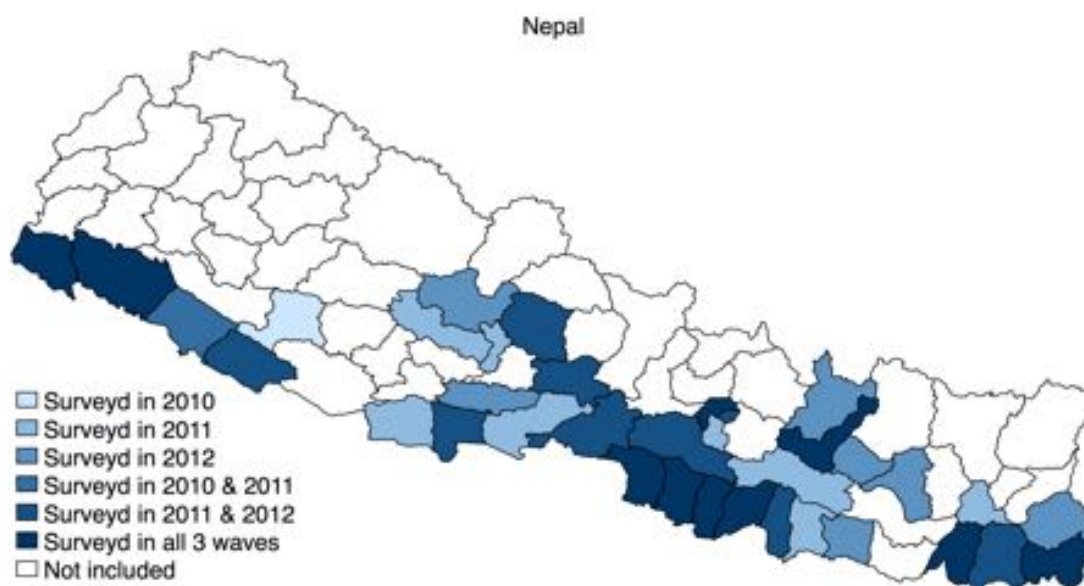 Nepal
Surveyd in 2010
Surveyd in 2011
Surveyd in 2012
Surveyd in 2010 & 2011
Surveyd in 2011 & 2012
Surveyd in all 3 waves
Not included